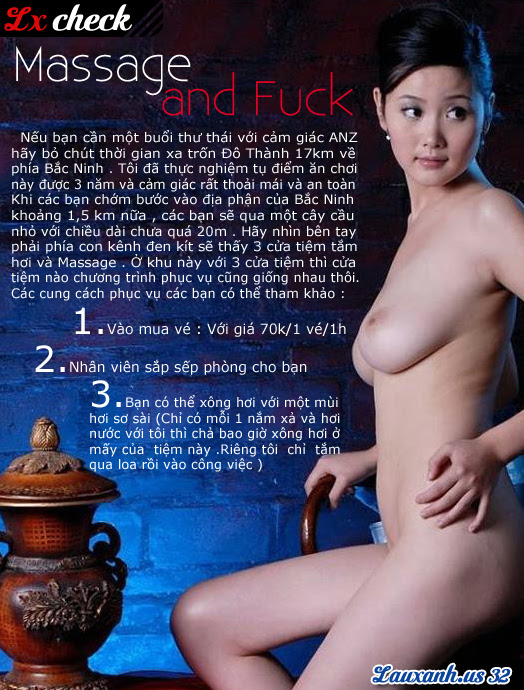 Lx check
Massage
and Fuck
Nếu bạn cần một buổi thư thái với cảm giác ANZ
hãy bỏ chút thời gian xa trốn Đô Thành 17km về
phía Bắc Ninh . Tôi đã thực nghiệm tụ điểm ăn chơi
này được 3 năm và cảm giác rất thoải mái và an toàn
Khi các bạn chớm bước vào địa phận của Bắc Ninh
khoảng 1,5 km nữa , các bạn sẽ qua một cây cầu
nhỏ với chiều dài chưa quá 20m . Hãy nhìn bên tay
phải phía con kênh đen kịt sẽ thấy 3 cửa tiệm tắm
hơi và Massage . Ở khu này với 3 cửa tiệm thì cửa
tiệm nào chương trình phục vụ cũng giống nhau thôi.
Các cung cách phục vụ các bạn có thể tham khảo :
1.Vào mua vé : Với giá 70k/1 vé/1h
2.Nhân viên sắp sếp phòng cho bạn
3.Bạn có thể xông hơi với một mùi
hơi sơ sài (Chỉ có mỗi 1 nắm xả và hơi
nước với tôi thì chả bao giờ xông hơi ở
mấy của tiệm này .Riêng tôi chỉ tắm
qua loa rồi vào công việc )
Lauxanh.us 32